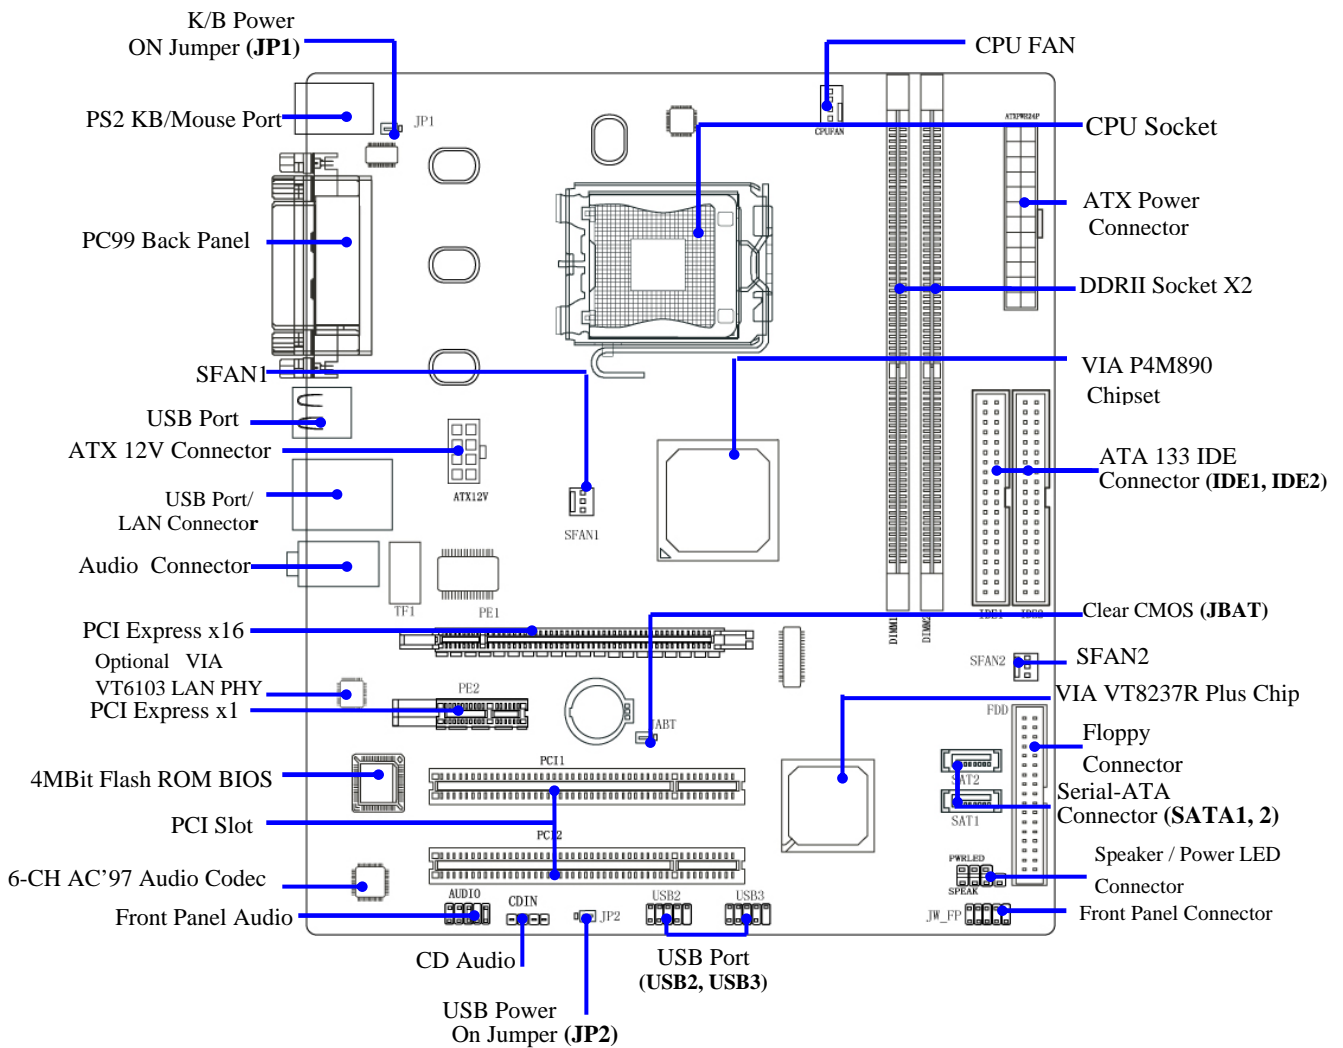 K/B Power
ON Jumper (JP1)
CPU FAN
PS2 KB/Mouse Port
JP1
CPUFAN
ATXPWR24P
CPU Socket
ATX Power
Connector
PC99 Back Panel
DDRII Socket X2
SFAN1
VIA P4M890
Chipset
USB Port
ATX 12V Connector
ATA 133 IDE
Connector (IDE1, IDE2)
USB Port/
LAN Connector
ATX12V
SFAN1
Audio Connector
TF1
PE1
DIMM1
DIMM2
IDE1
IDE2
Clear CMOS (JBAT)
PCI Express x16
Optional VIA
VT6103 LAN PHY
PCI Express x1
PE2
SFAN2
SFAN2
VIA VT8237R Plus Chip
JABT
FDD
Floppy
Connector
4MBit Flash ROM BIOS
PCI1
SAT2
Serial-ATA
Connector (SATA1, 2)
SAT1
PCI Slot
PCI2
PWRLED
SPEAK
Speaker / Power LED
Connector
6-CH AC’97 Audio Codec
Front Panel Audio
AUDIO
CDIN
JP2
USB2
USB3
JW_FP
Front Panel Connector
CD Audio
USB Port
(USB2, USB3)
USB Power
On Jumper (JP2)